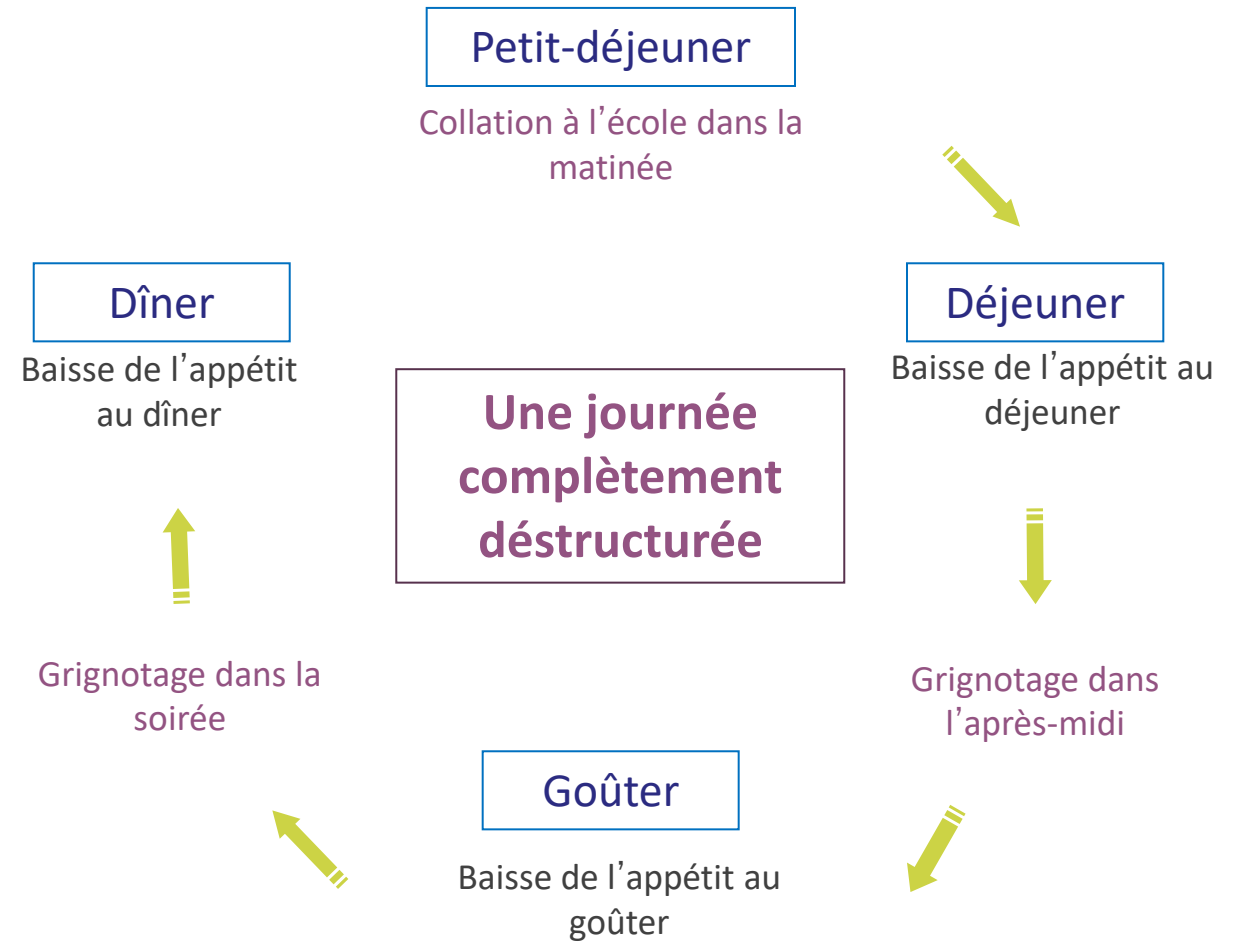 Petit-déjeuner
Collation à l’école dans la
matinée
Déjeuner
Baisse de l’appétit au
déjeuner
Grignotage dans
l’après-midi
Goûter
Baisse de l’appétit au
goûter
Grignotage dans la
soirée
Dîner
Baisse de l’appétit
au dîner
Une journée
complètement
déstructurée